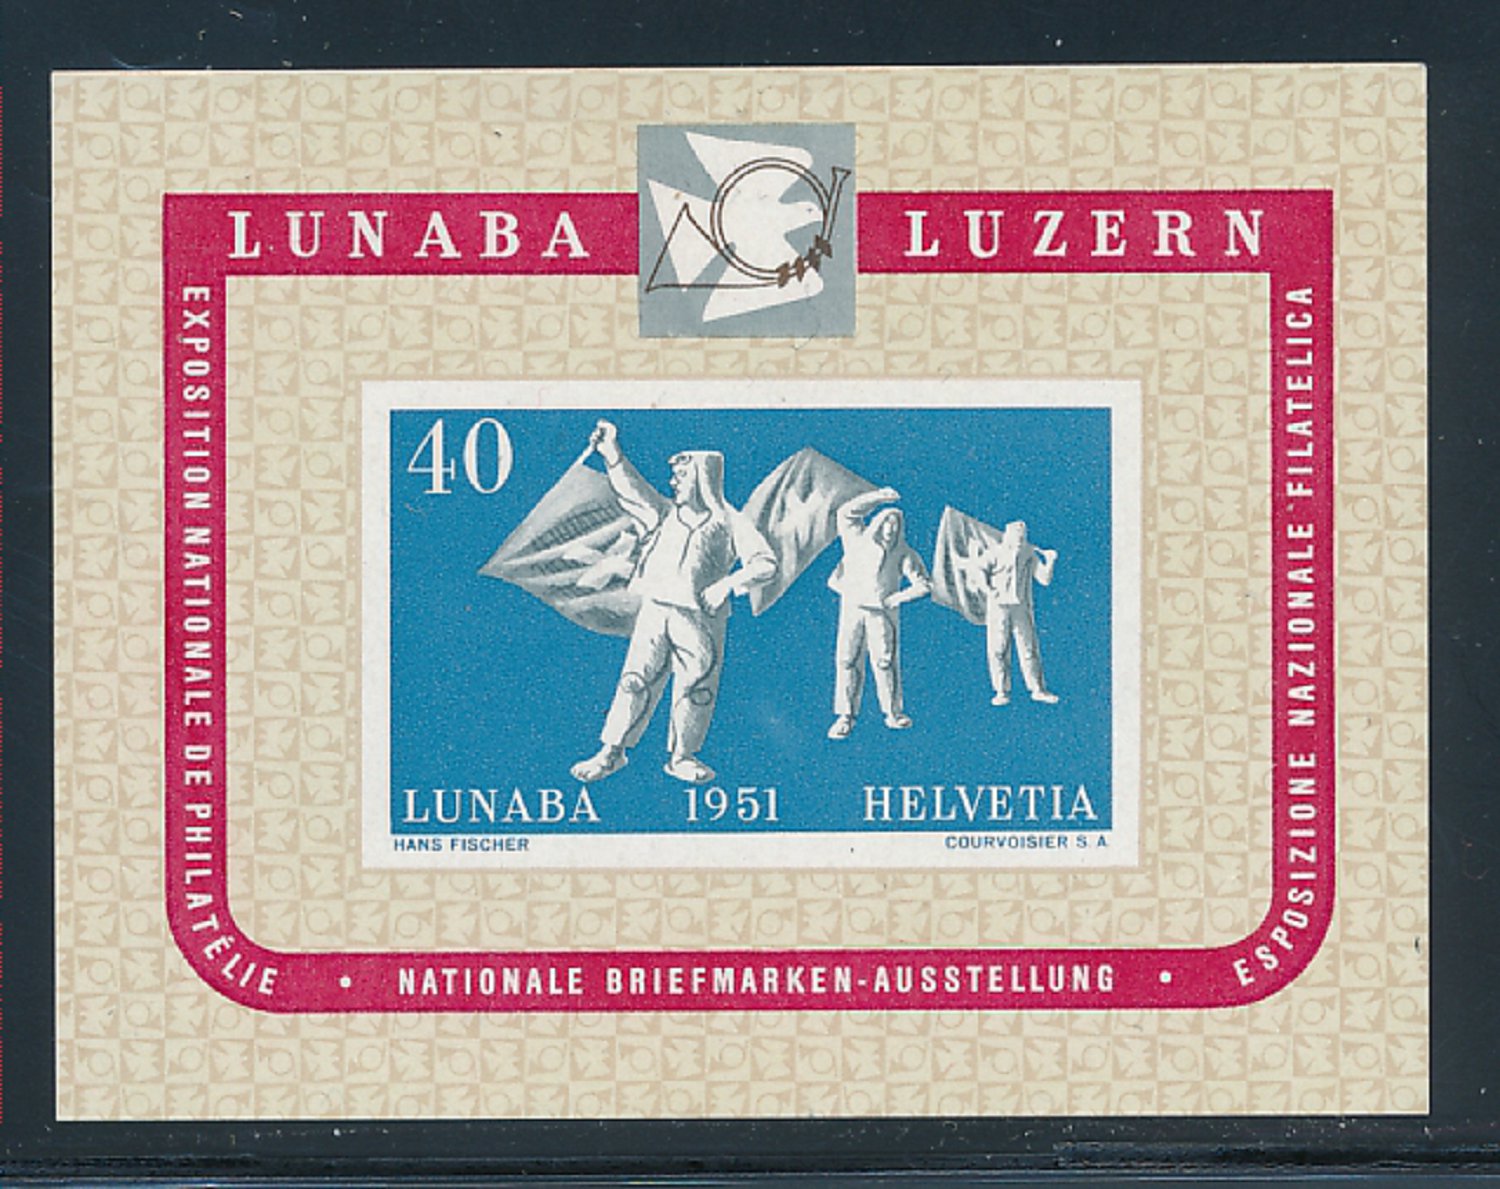 LUNABA LUZERN
EXPOSITION NATIONALE DE PHILATÉLIE
40
LUNABA 1951 HELVETIA
HANS FISCHER COURVOISIER S. A
• NATIONALE BRIEFMARKEN-AUSSTELLUNG •
ESPOSIZIONE NAZIONALE FILATELICA